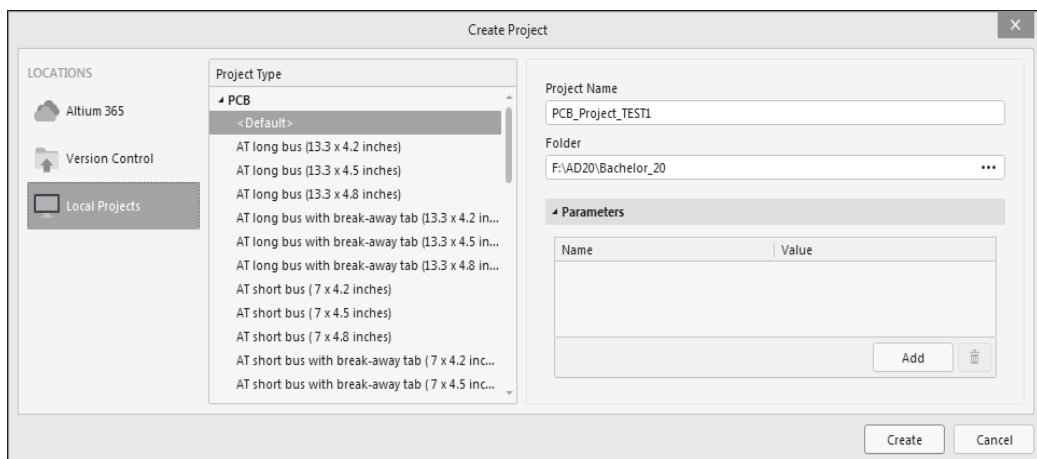 Create Project
LOCATIONS
Altium 365
Version Control
Local Projects
Project Type
PCB
<Default>
AT long bus (13.3 x 4.2 inches)
AT long bus (13.3 x 4.5 inches)
AT long bus (13.3 x 4.8 inches)
AT long bus with break-away tab (13.3 x 4.2 in...
AT long bus with break-away tab (13.3 x 4.5 in...
AT long bus with break-away tab (13.3 x 4.8 in...
AT short bus ( 7 x 4.2 inches)
AT short bus ( 7 x 4.5 inches)
AT short bus ( 7 x 4.8 inches)
AT short bus with break-away tab ( 7 x 4.2 inc...
AT short bus with break-away tab ( 7 x 4.5 inc...
Project Name
PCB_Project_TEST1
Folder
F:\AD20\Bachelor_20
...
Parameters
Name
Value
Add
Create
Cancel